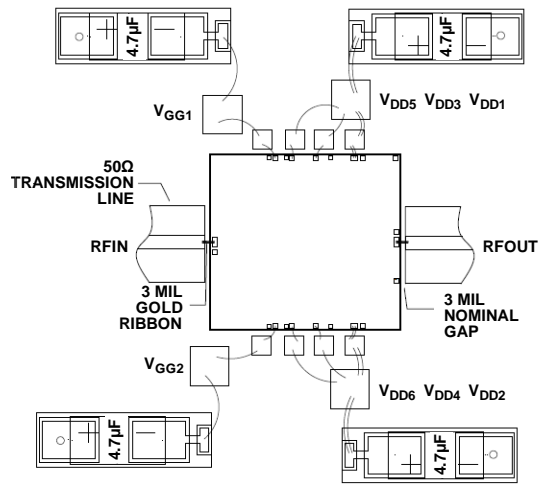 4.7µF
4.7µF
VGG1
VDD5 VDD3 VDD1
50Ω
TRANSMISSION
LINE
RFIN
RFOUT
3 MIL
GOLD
RIBBON
3 MIL
NOMINAL
GAP
VGG2
VDD6 VDD4 VDD2
4.7µF
4.7µF